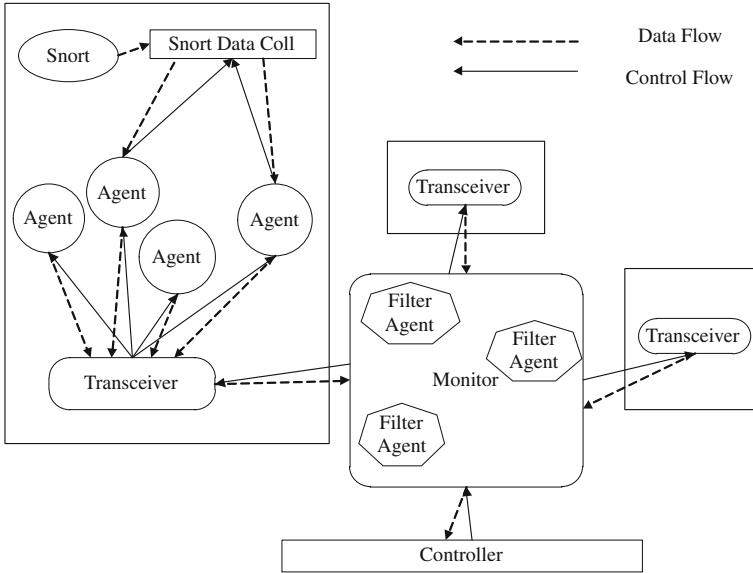 Snort
Snort Data Coll
Data Flow
Control Flow
Agent
Agent
Agent
Agent
Transceiver
Transceiver
Transceiver
Filter
Agent
Filter
Agent
Monitor
Filter
Agent
Controller